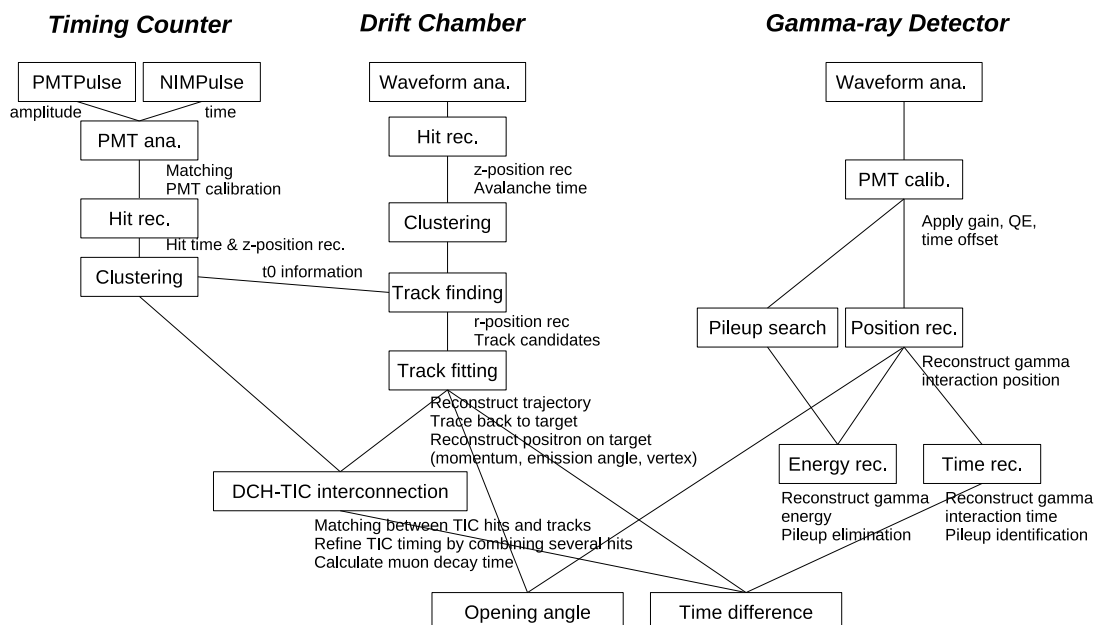 Timing Counter
Drift Chamber
Gamma-ray Detector
PMTPulse
NIMPulse
amplitude
time
PMT ana.
Matching
PMT calibration
Hit rec.
Hit time & z-position rec.
Clustering
t0 information
Waveform ana.
Hit rec.
z-position rec
Avalanche time
Clustering
Track finding
r-position rec
Track candidates
Track fitting
Reconstruct trajectory
Trace back to target
Reconstruct positron on target
(momentum, emission angle, vertex)
DCH-TIC interconnection
Matching between TIC hits and tracks
Refine TIC timing by combining several hits
Calculate muon decay time
Waveform ana.
PMT calib.
Apply gain, QE,
time offset
Pileup search
Position rec.
Reconstruct gamma
interaction position
Energy rec.
Time rec.
Reconstruct gamma
energy
Pileup elimination
Reconstruct gamma
interaction time
Pileup identification
Opening angle
Time difference